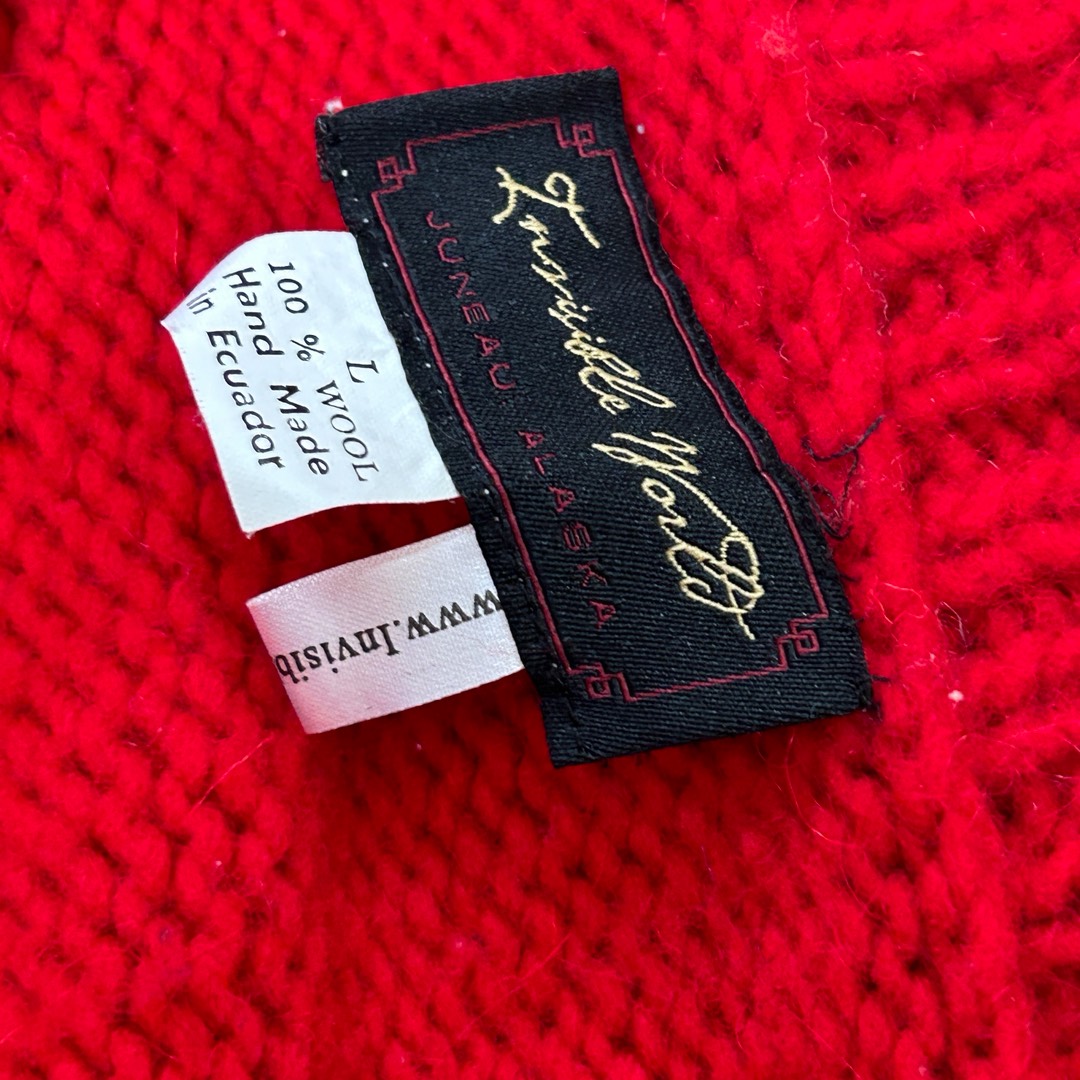 Invisible World
JUNEAU, ALASKA
L
100 % WOOL
Hand Made
in Ecuador
www.Invisib